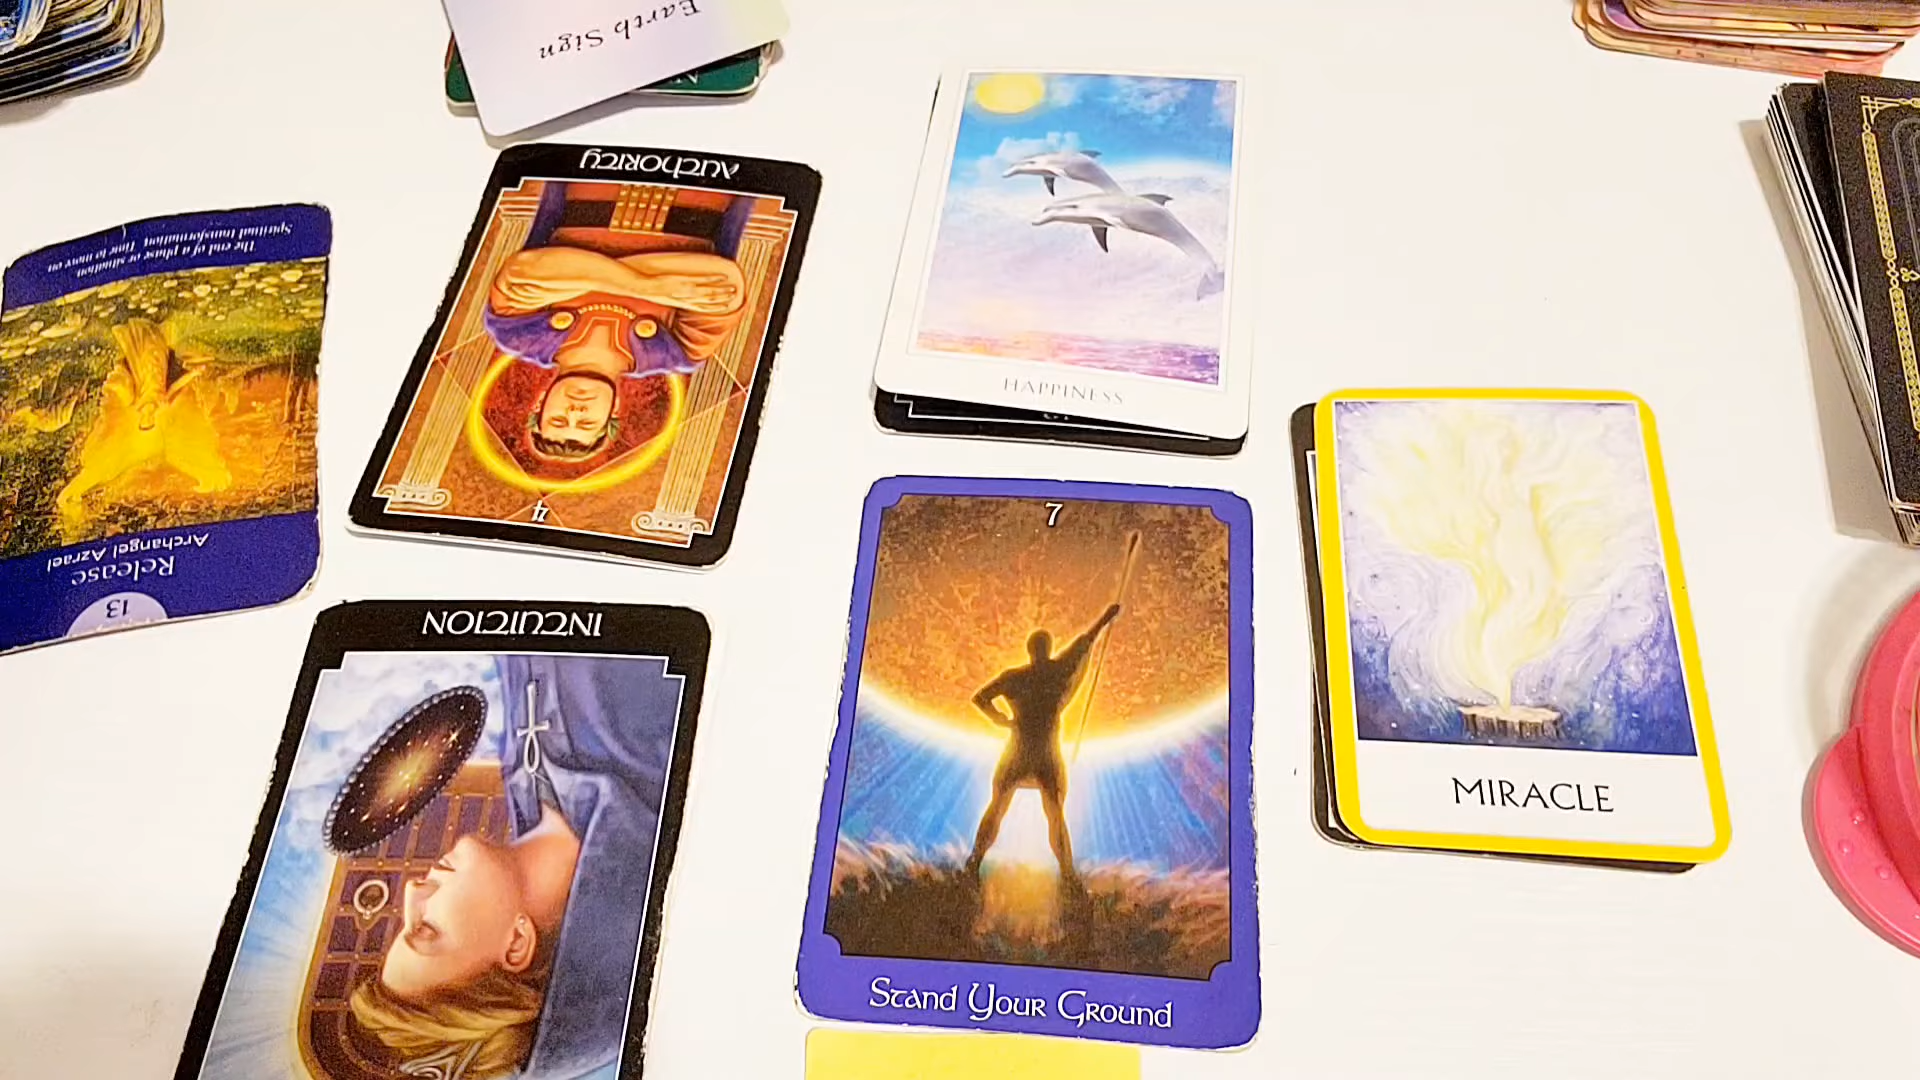 Earth Sign
AUTHORITY
4
HAPPINESS
The end of a phase or situation
Spiritual transformation Time to move on
Archangel Azrael
Release
13
INTUITION
7
Stand Your Ground
MIRACLE